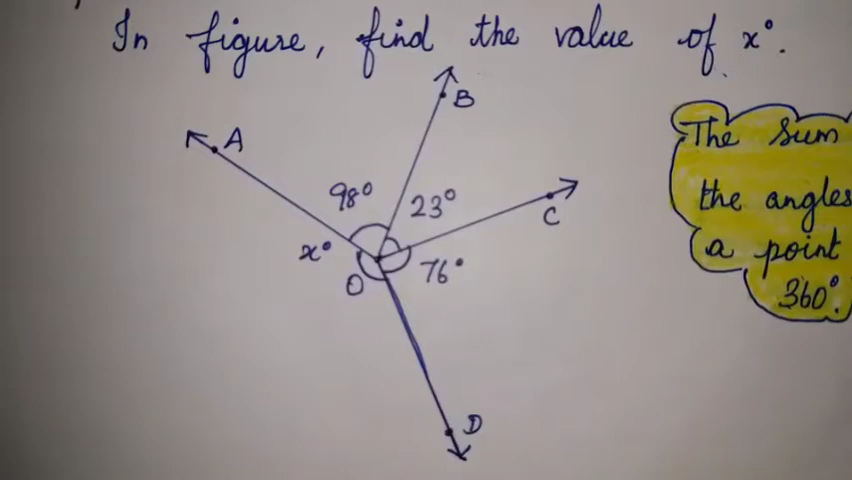 In figure, find the value of x°.
B
A
98°
23°
C
x°
76°
O
D
The sum
the angles
a point
360°.